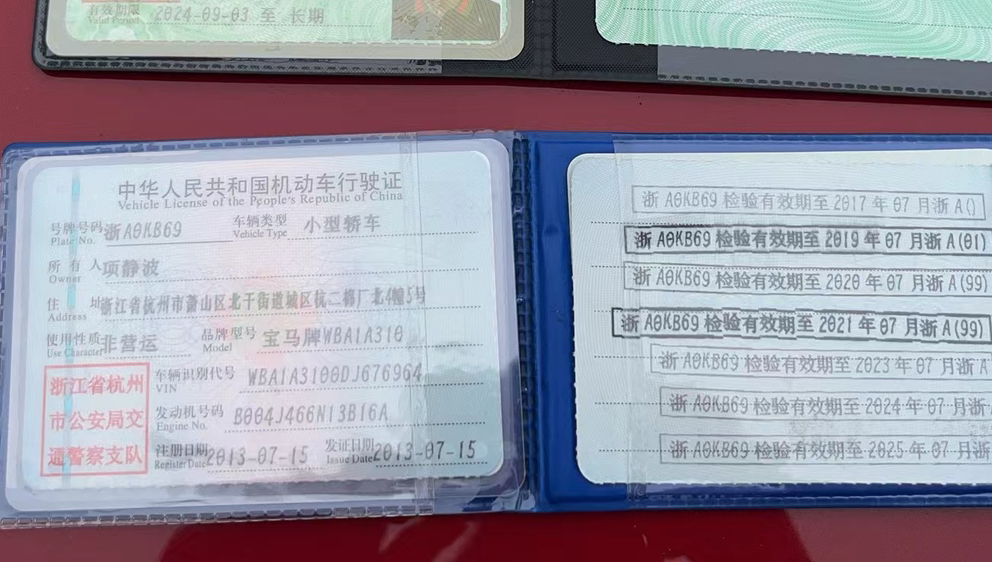 有效期限 2024-09-03 至 长期
Valid Period
中华人民共和国机动车行驶证
Vehicle License of the People's Republic of China
号牌号码 浙A0KB69 车辆类型 小型轿车
Plate No. Vehicle Type
所有人 项静波
Owner
住址 浙江省杭州市萧山区北干街道城区杭二棉厂北4幢5号
Address
使用性质 非营运 品牌型号 宝马牌WBA1A310
Use Character Model
浙江省杭州市公安局交通警察支队
车辆识别代号 WBA1A3100DJ676964
VIN
发动机号码 B004J466N13B16A
Engine No.
注册日期 2013-07-15 发证日期 2013-07-15
Register Date Issue Date
浙 A0KB69 检验有效期至 2017 年 07 月浙 A()
浙 A0KB69 检验有效期至 2019 年 07 月浙 A(01)
浙 A0KB69 检验有效期至 2020 年 07 月浙 A(99)
浙 A0KB69 检验有效期至 2021 年 07 月浙 A(99)
浙 A0KB69 检验有效期至 2023 年 07 月浙 A
浙 A0KB69 检验有效期至 2024 年 07 月浙
浙 A0KB69 检验有效期至 2025 年 07 月浙